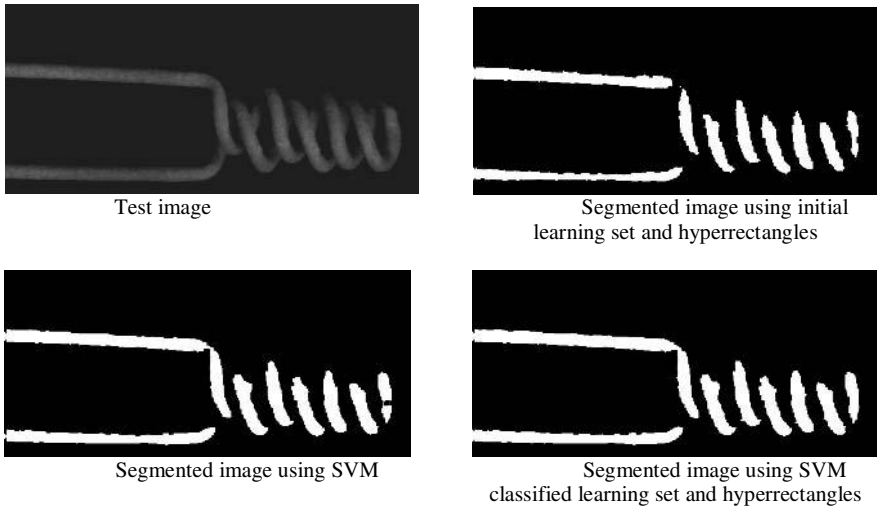 Test image
Segmented image using initial
learning set and hyperrectangles
Segmented image using SVM
Segmented image using SVM
classified learning set and hyperrectangles